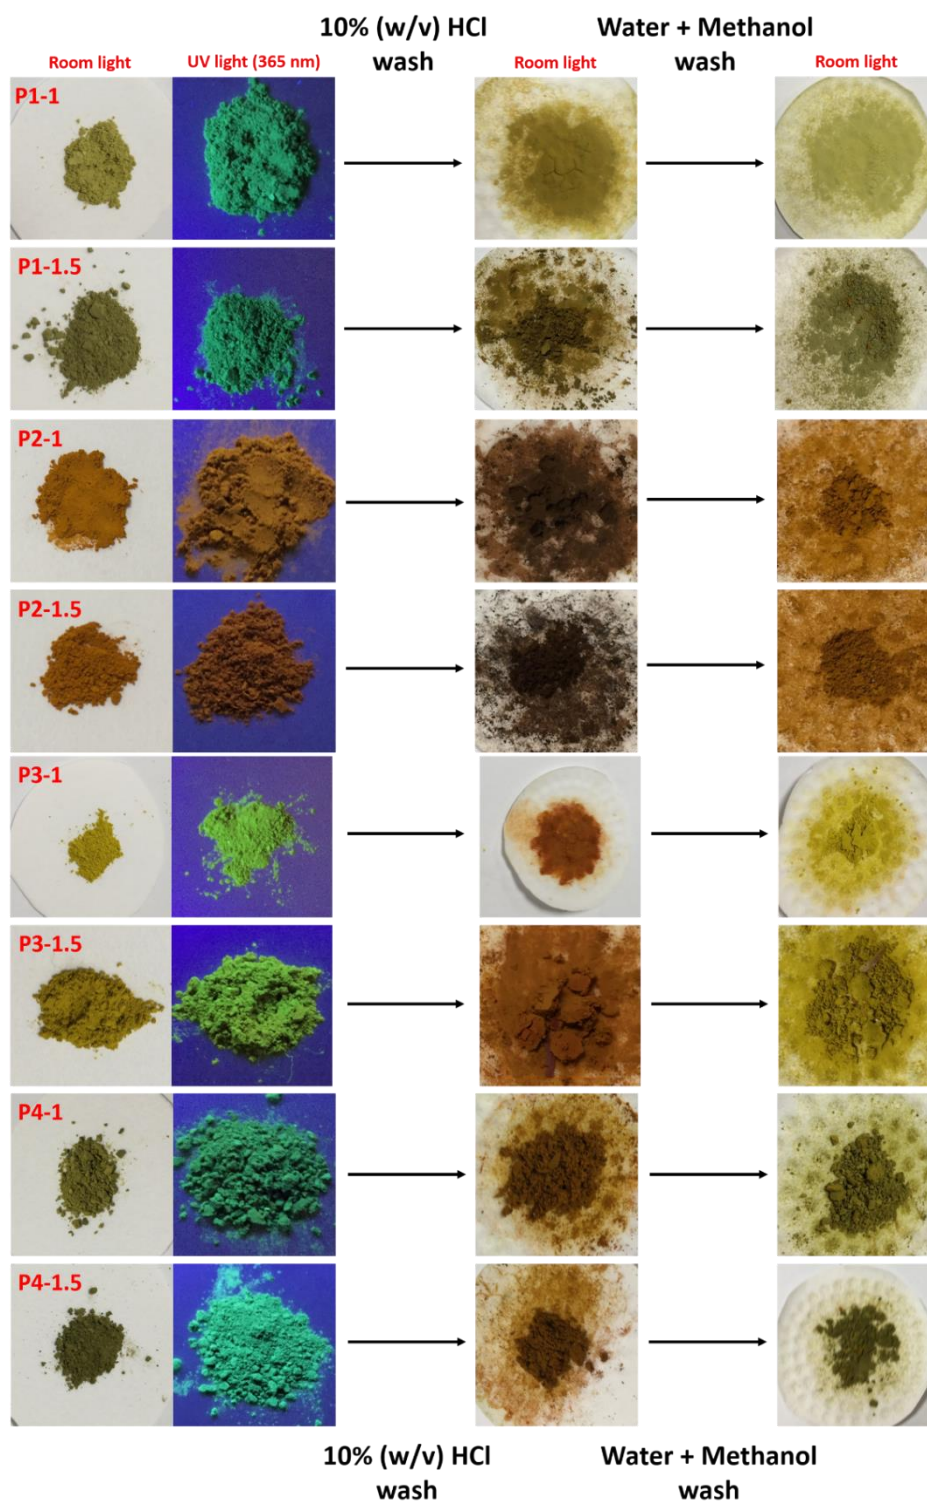 10% (w/v) HCl
wash
Water + Methanol
wash
Room light
UV light (365 nm)
Room light
Room light
P1-1
P1-1.5
P2-1
P2-1.5
P3-1
P3-1.5
P4-1
P4-1.5
10% (w/v) HCl
wash
Water + Methanol
wash